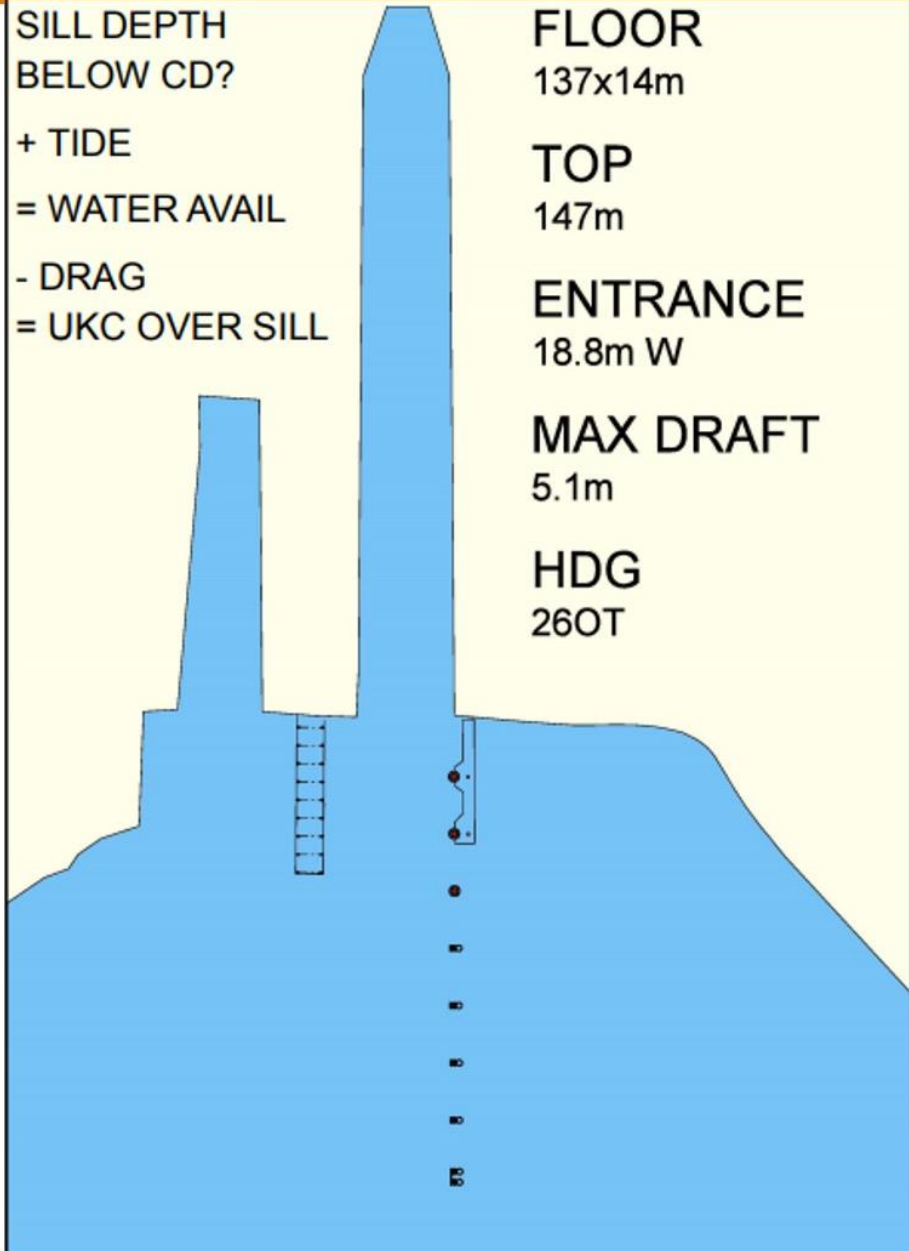 SILL DEPTH
BELOW CD?
+ TIDE
= WATER AVAIL
- DRAG
= UKC OVER SILL
FLOOR
137x14m
TOP
147m
ENTRANCE
18.8m W
MAX DRAFT
5.1m
HDG
26OT